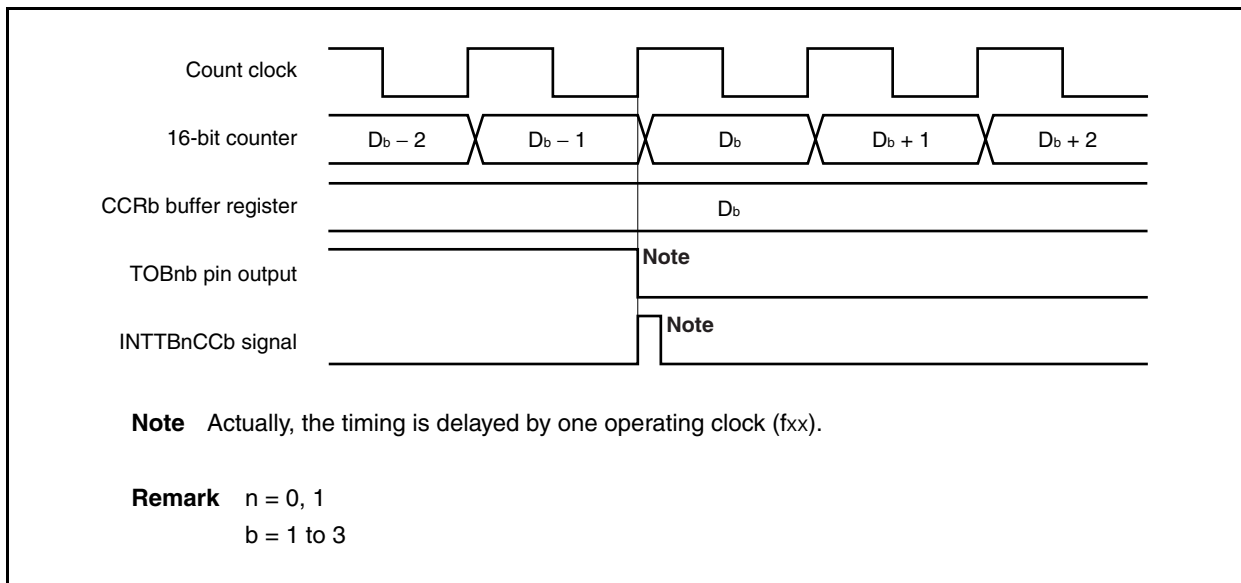 Count clock
16-bit counter
Db − 2 Db − 1 Db Db + 1 Db + 2
CCRb buffer register
Db
TOBnb pin output
Note
INTTBnCCb signal
Note
Note Actually, the timing is delayed by one operating clock (fxx).
Remark n = 0, 1
b = 1 to 3